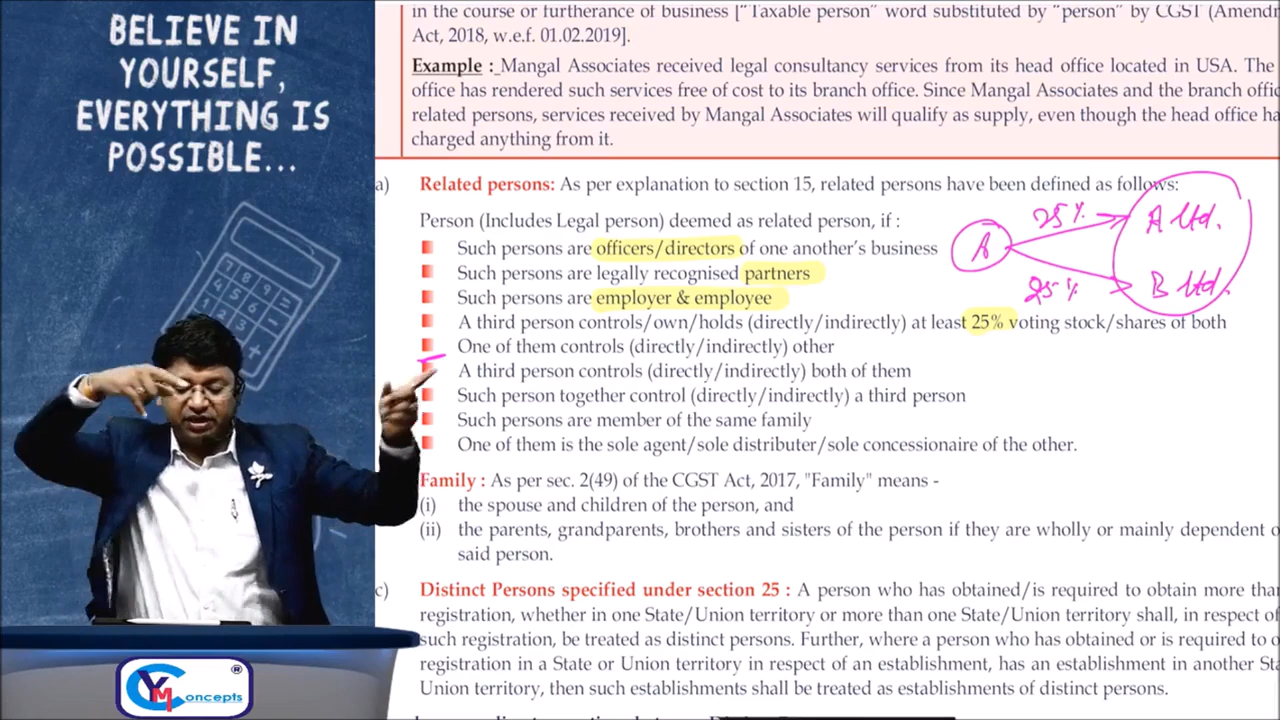 BELIEVE IN
YOURSELF,
EVERYTHING IS
POSSIBLE...
in the course or furtherance of business ["Taxable person" word substituted by "person" by CGST
Act, 2018, w.e.f. 01.02.2019].
Example : Mangal Associates received legal consultancy services from its head office located in USA. The
office has rendered such services free of cost to its branch office. Since Mangal Associates and the branch
related persons, services received by Mangal Associates will qualify as supply, even though the head office
charged anything from it.
a) Related persons: As per explanation to section 15, related persons have been defined as follows:
Person (Includes Legal person) deemed as related person, if :
Such persons are officers/directors of one another's business
Such persons are legally recognised partners
Such persons are employer & employee
A third person controls/own/holds (directly/indirectly) at least 25% voting stock/shares of both
One of them controls (directly/indirectly) other
A third person controls (directly/indirectly) both of them
Such person together control (directly/indirectly) a third person
Such persons are member of the same family
One of them is the sole agent/sole distributer/sole concessionaire of the other.
A 25% A ltd.
25% B ltd.
Family : As per sec. 2(49) of the CGST Act, 2017, "Family" means -
(i) the spouse and children of the person, and
(ii) the parents, grandparents, brothers and sisters of the person if they are wholly or mainly dependent
said person.
c) Distinct Persons specified under section 25 : A person who has obtained/is required to obtain more
registration, whether in one State/Union territory or more than one State/Union territory shall, in respect
such registration, be treated as distinct persons. Further, where a person who has obtained or is required to
registration in a State or Union territory in respect of an establishment, has an establishment in another
Union territory, then such establishments shall be treated as establishments of distinct persons.
YMConcepts ®